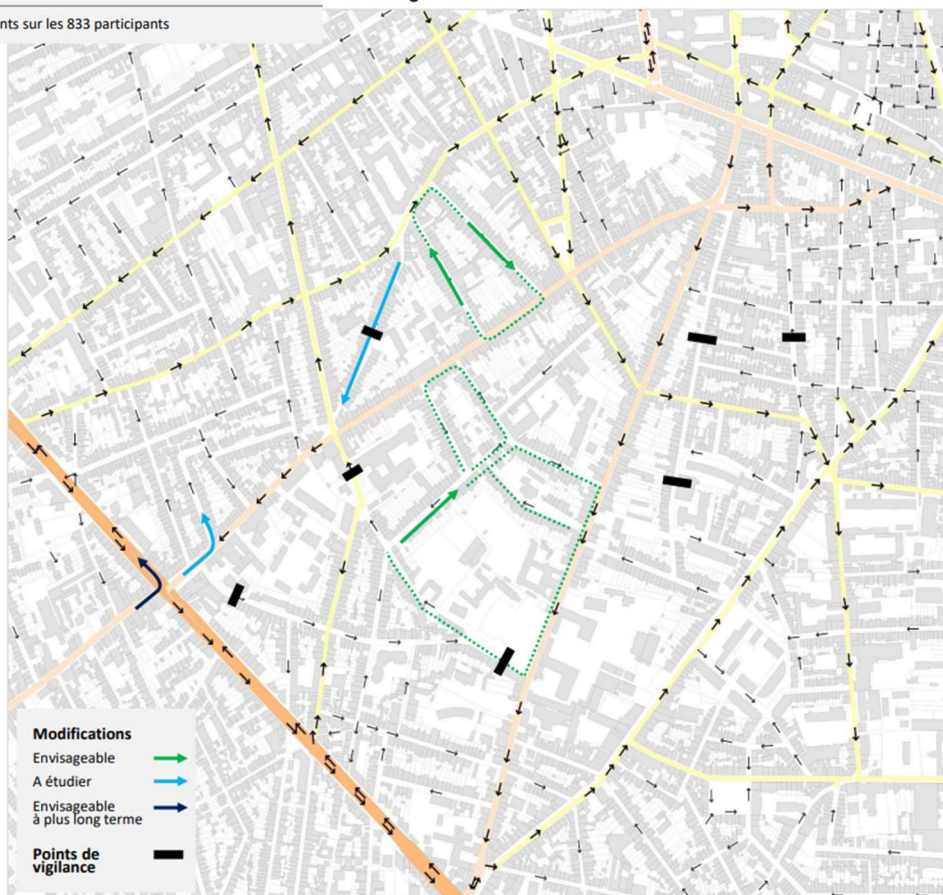 nts sur les 833 participants
Modifications
Envisageable
A étudier
Envisageable
à plus long terme
Points de
vigilance